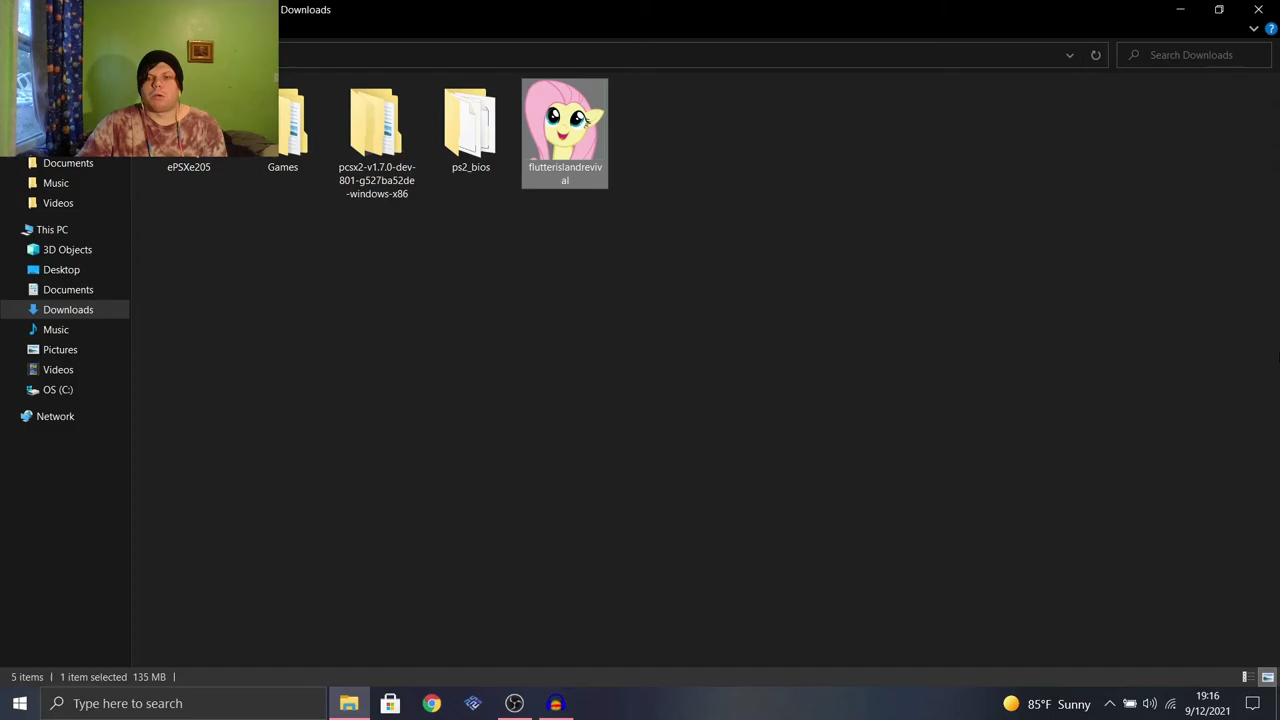 Downloads
Search Downloads
ePSXe205
Games
pcsx2-v1.7.0-dev-
801-g527ba52de
-windows-x86
ps2_bios
flutterislandreviv
al
Documents
Music
Videos
This PC
3D Objects
Desktop
Documents
Downloads
Music
Pictures
Videos
OS (C:)
Network
5 items
1 item selected 135 MB
Type here to search
85°F Sunny
19:16
9/12/2021